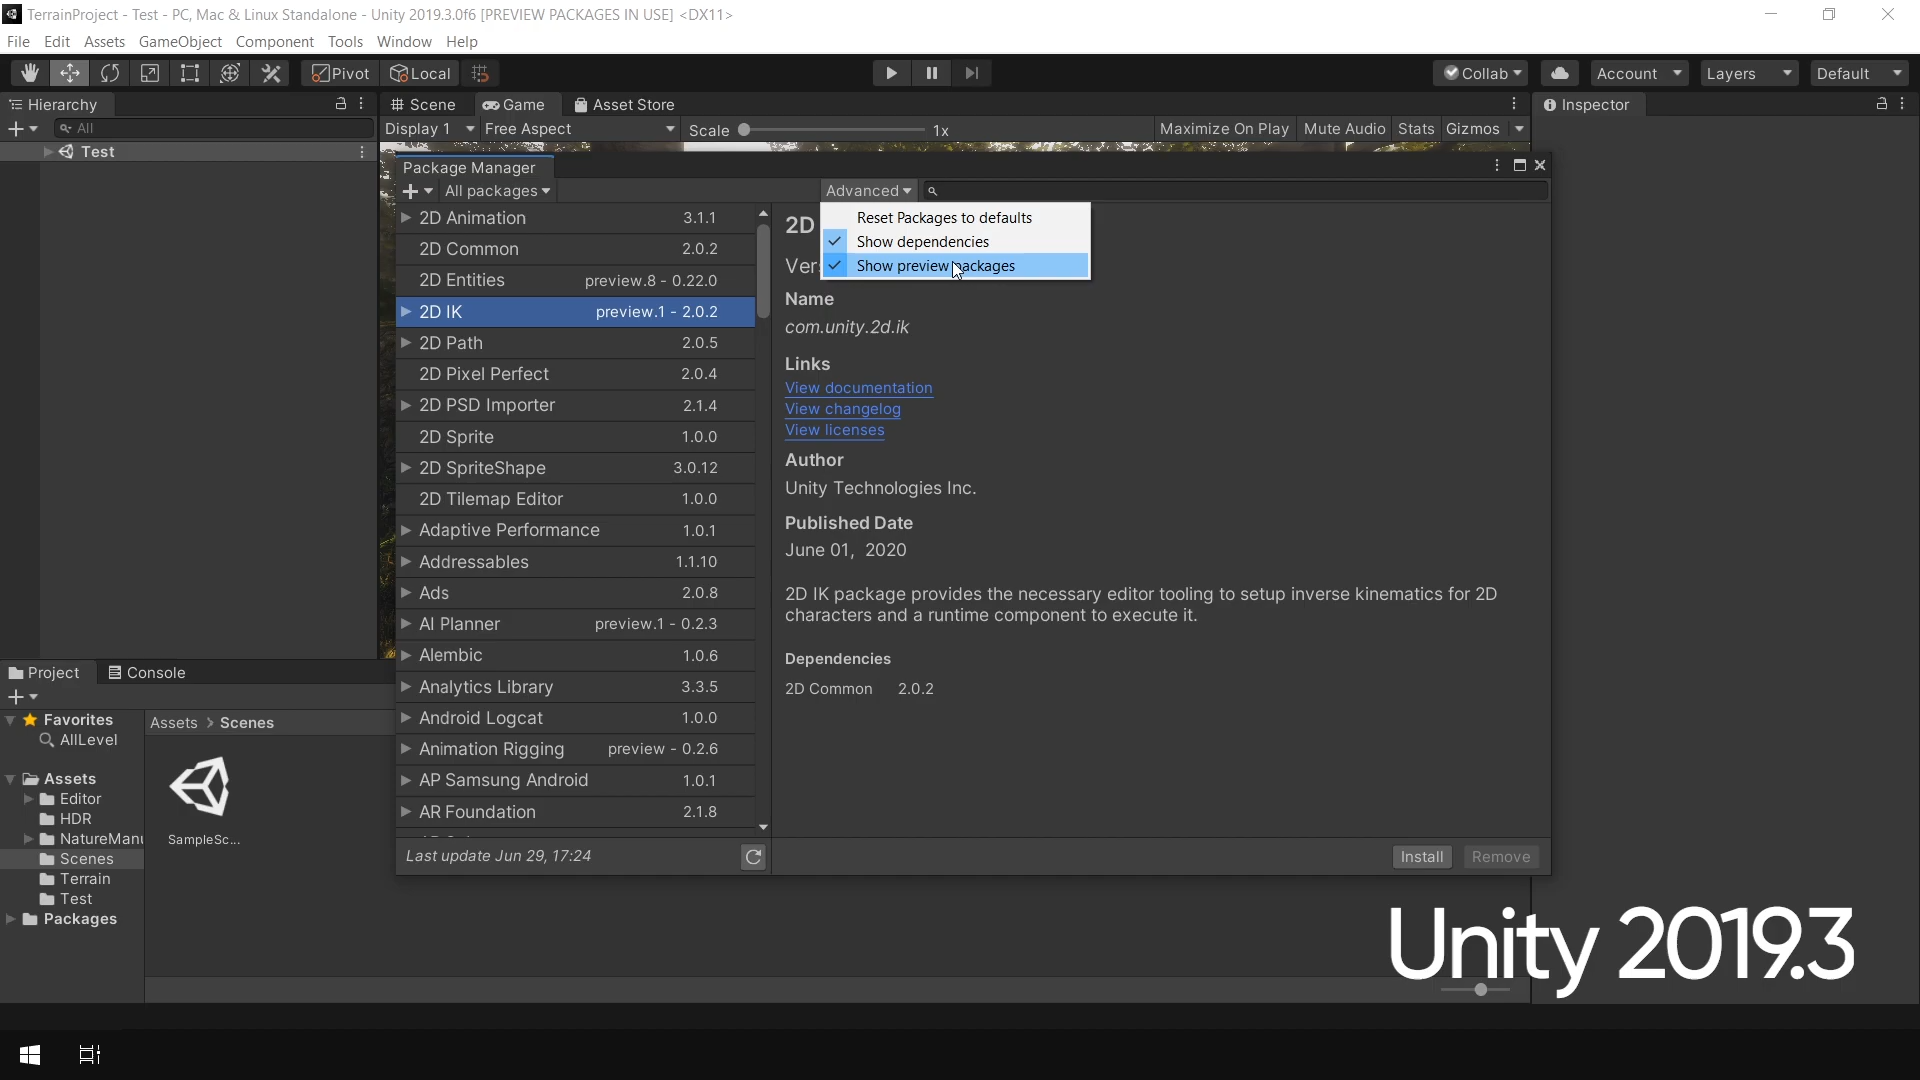 TerrainProject - Test - PC, Mac & Linux Standalone - Unity 2019.3.0f6 [PREVIEW PACKAGES IN USE] <DX11>
File Edit Assets GameObject Component Tools Window Help
Pivot Local Collab Account Layers Default
Hierarchy Scene Game Asset Store Inspector
All Display 1 Free Aspect Scale 1x Maximize On Play Mute Audio Stats Gizmos
Test
Package Manager
All packages Advanced
Reset Packages to defaults
Show dependencies
Show preview packages
2D Animation 3.1.1
2D Common 2.0.2
2D Entities preview.8 - 0.22.0
2D IK preview.1 - 2.0.2
2D Path 2.0.5
2D Pixel Perfect 2.0.4
2D PSD Importer 2.1.4
2D Sprite 1.0.0
2D SpriteShape 3.0.12
2D Tilemap Editor 1.0.0
Adaptive Performance 1.0.1
Addressables 1.1.10
Ads 2.0.8
AI Planner preview.1 - 0.2.3
Alembic 1.0.6
Analytics Library 3.3.5
Android Logcat 1.0.0
Animation Rigging preview - 0.2.6
AP Samsung Android 1.0.1
AR Foundation 2.1.8
Last update Jun 29, 17:24
2D
Vers
Name
com.unity.2d.ik
Links
View documentation
View changelog
View licenses
Author
Unity Technologies Inc.
Published Date
June 01, 2020
2D IK package provides the necessary editor tooling to setup inverse kinematics for 2D
characters and a runtime component to execute it.
Dependencies
2D Common 2.0.2
Install Remove
Project Console
Favorites
AllLevel
Assets
Editor
HDR
NatureManu
Scenes
Terrain
Test
Packages
Assets > Scenes
SampleSc...
Unity 2019.3